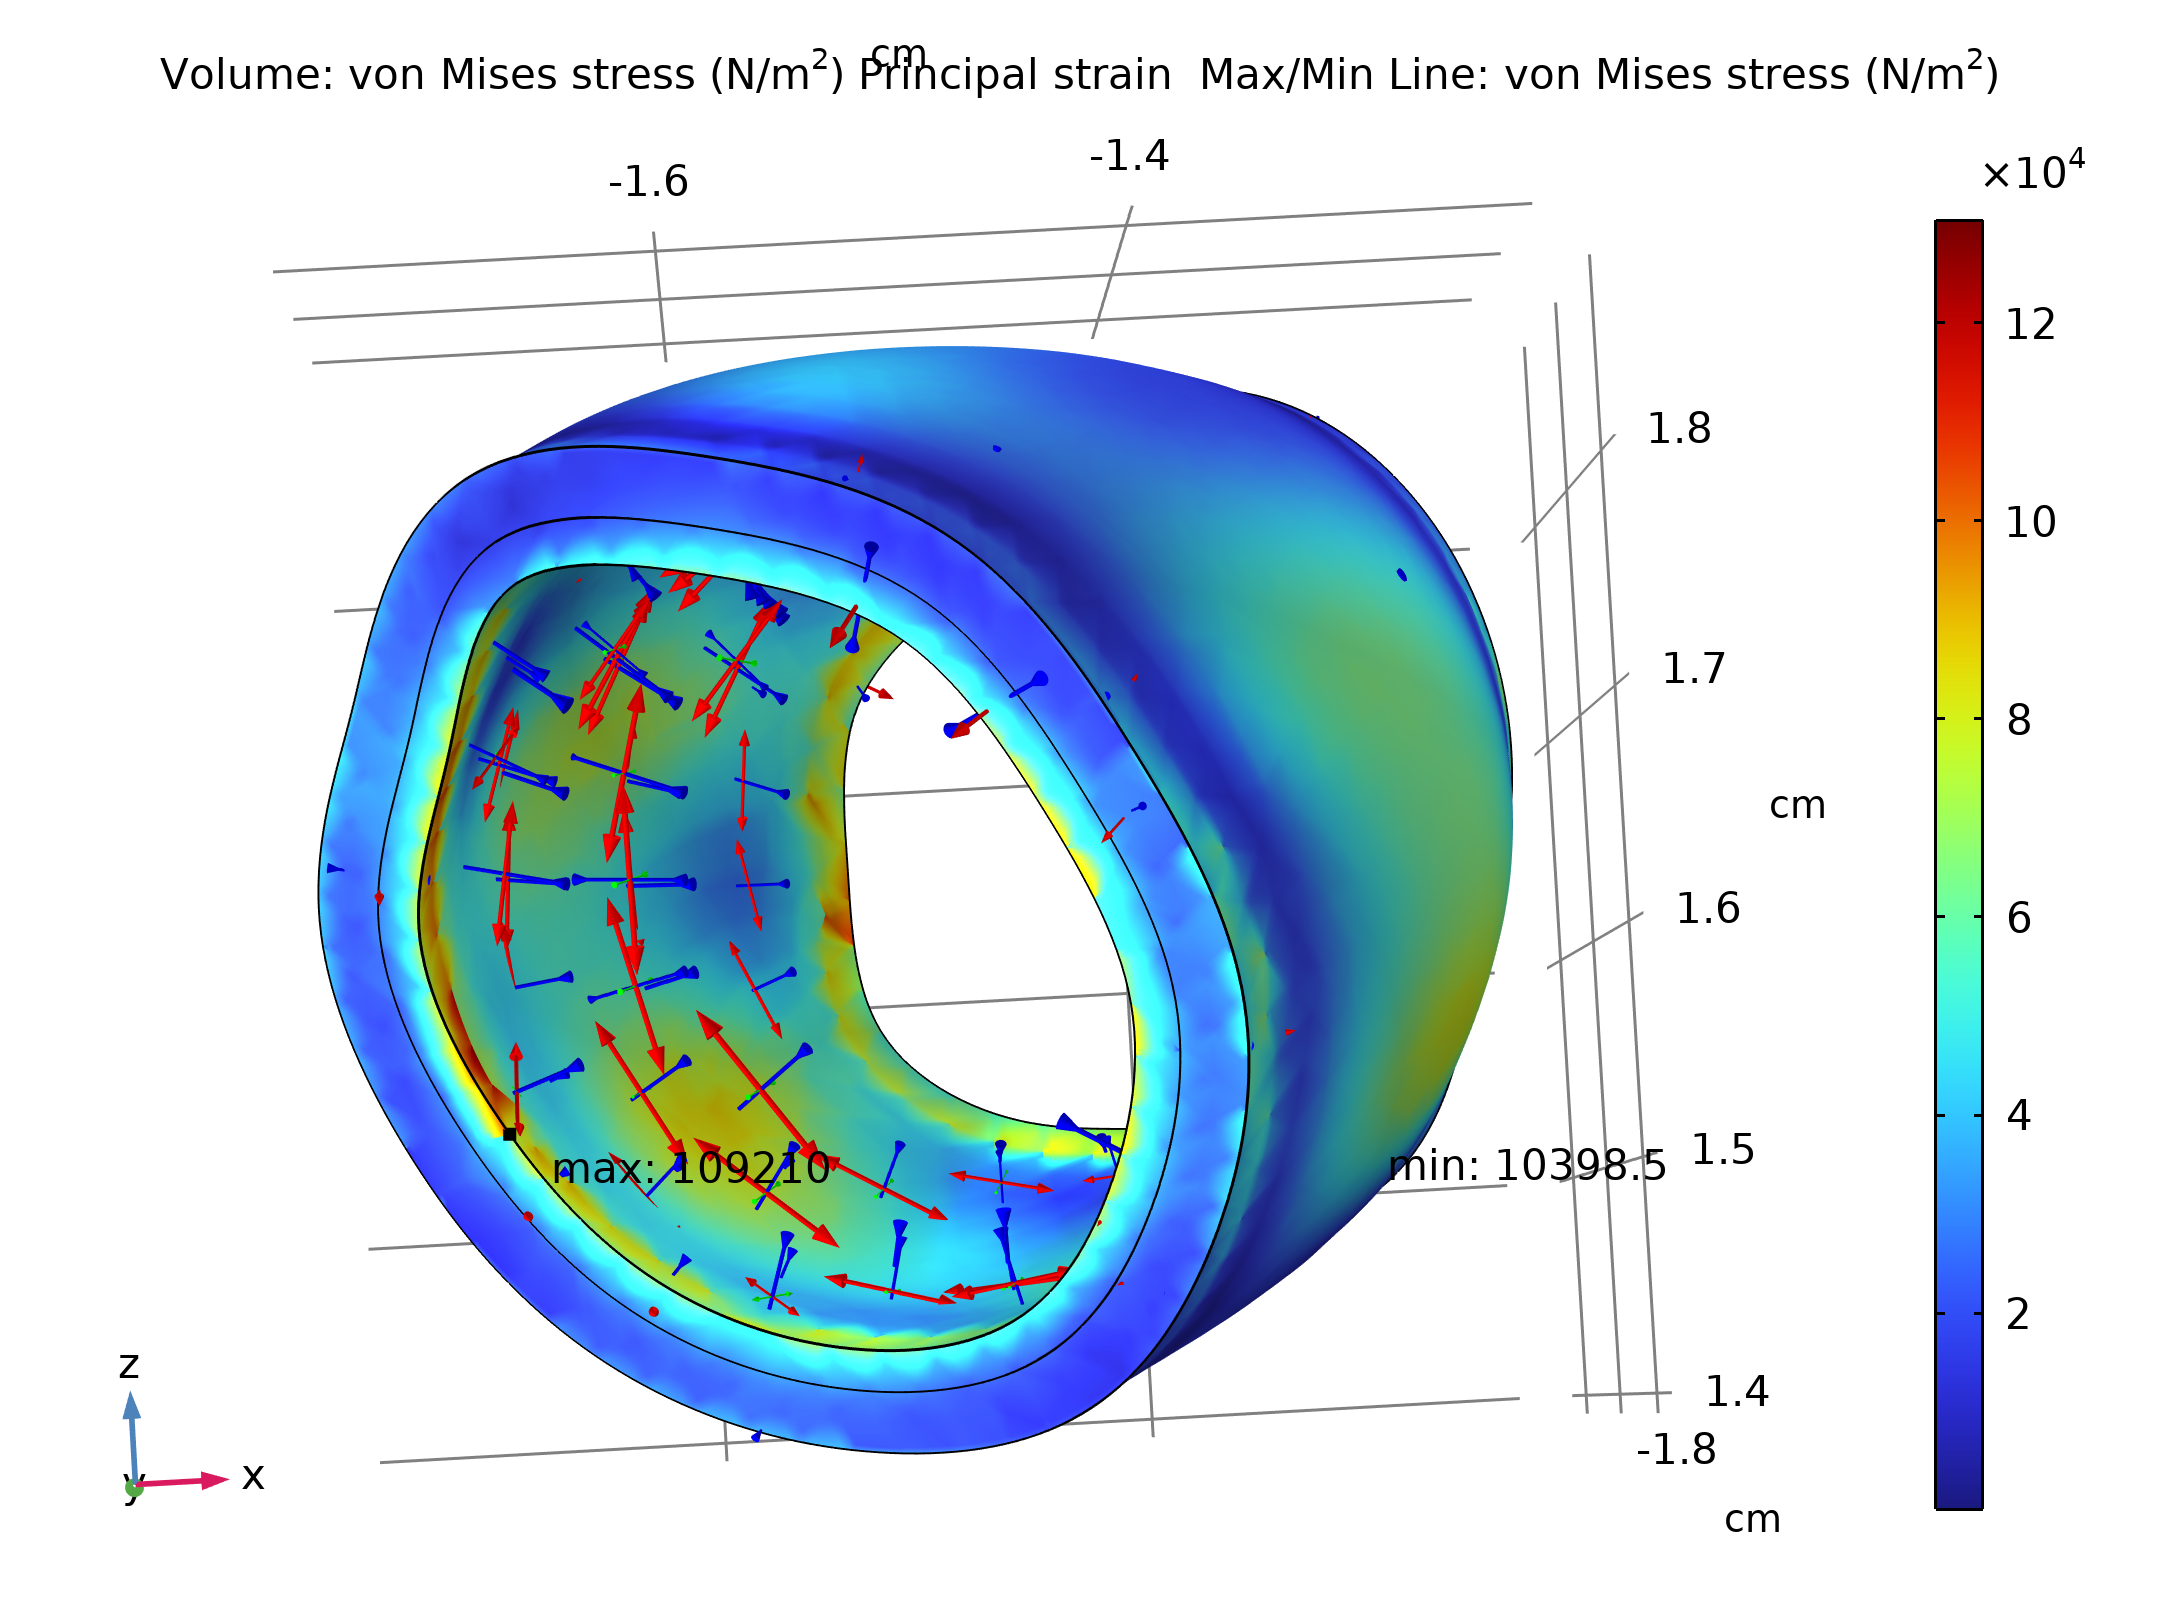 cm
Volume: von Mises stress (N/m²) Principal strain Max/Min Line: von Mises stress (N/m²)
-1.6
-1.4
×10⁴
1.8
1.7
1.6
1.5
1.4
cm
-1.8
cm
12
10
8
6
4
2
max: 109210
min: 10398.5
z
y
x